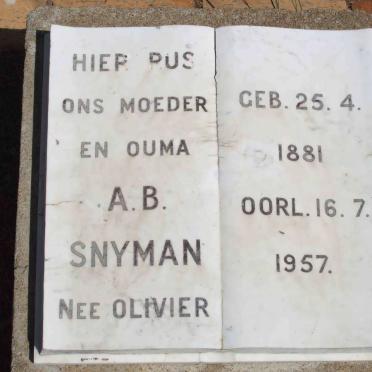 HIER RUS
ONS MOEDER
EN OUMA
A.B.
SNYMAN
NEE OLIVIER
GEB. 25. 4.
1881
OORL. 16. 7.
1957.